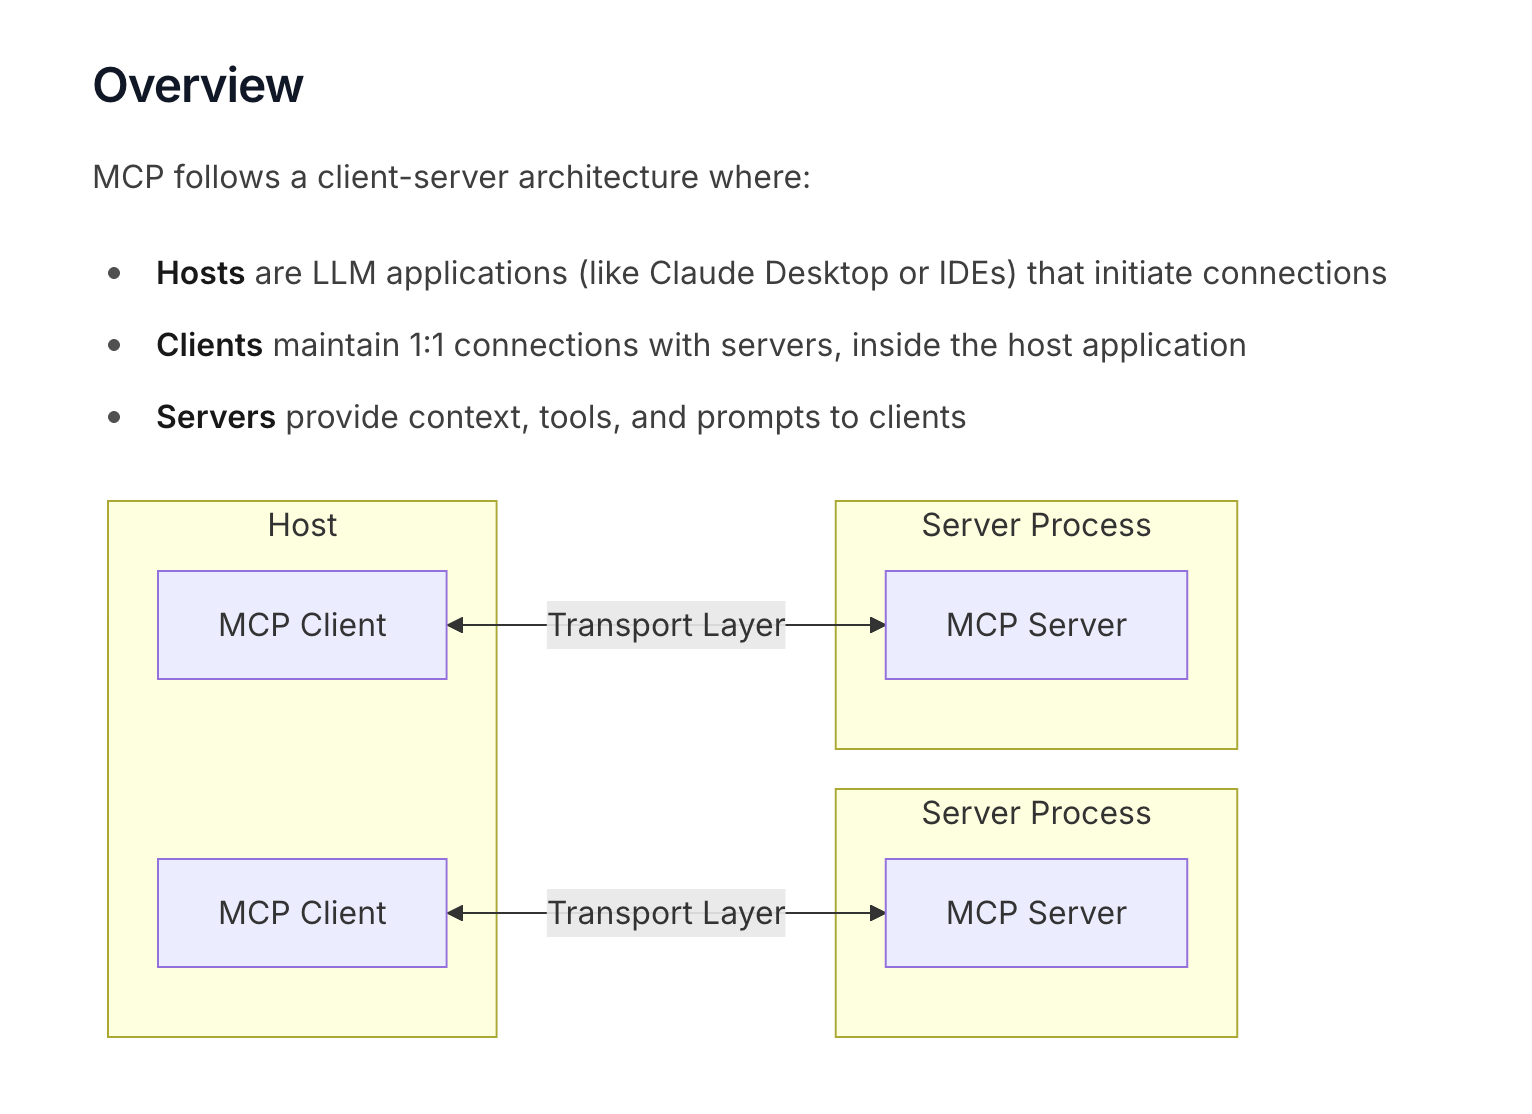 Overview
MCP follows a client-server architecture where:
Hosts are LLM applications (like Claude Desktop or IDEs) that initiate connections
Clients maintain 1:1 connections with servers, inside the host application
Servers provide context, tools, and prompts to clients
Host
Server Process
MCP Client
Transport Layer
MCP Server
Server Process
MCP Client
Transport Layer
MCP Server